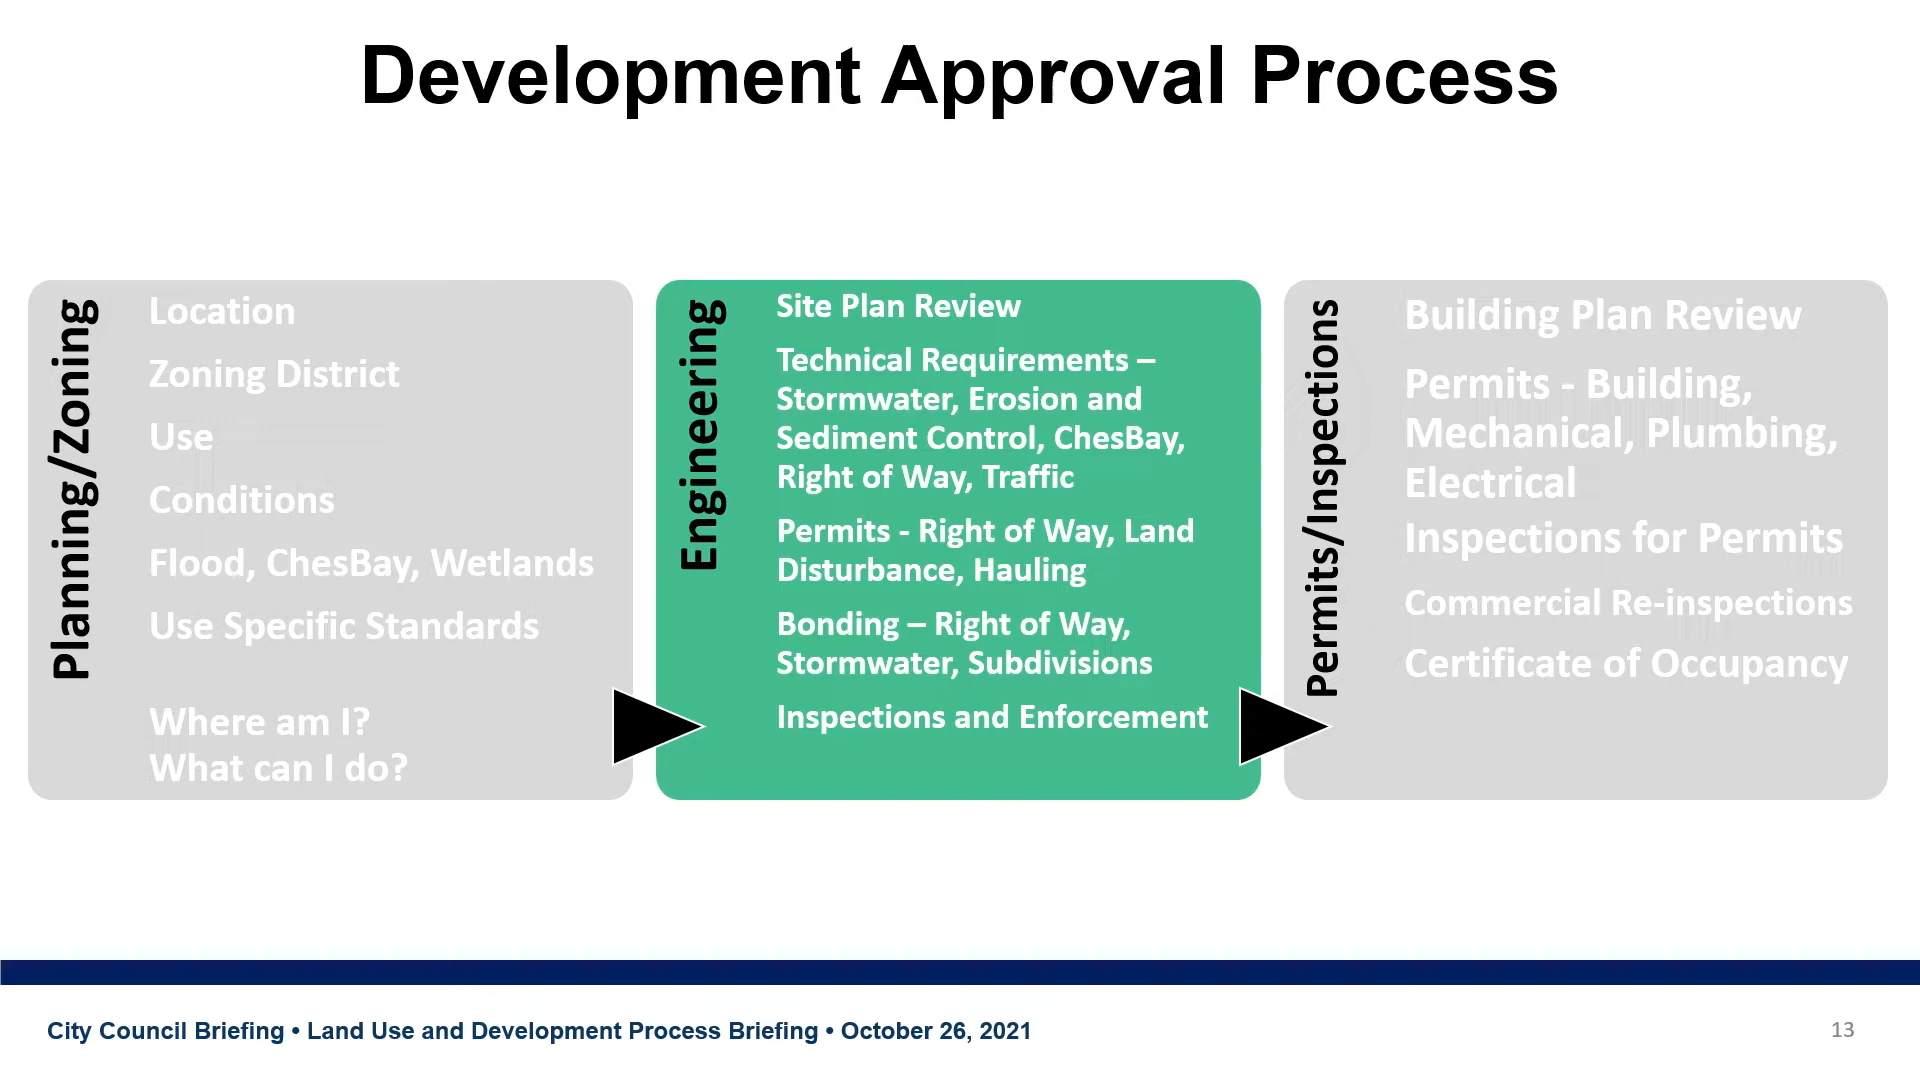 Development Approval Process
Planning/Zoning
Location
Zoning District
Use
Conditions
Flood, ChesBay, Wetlands
Use Specific Standards
Where am I?
What can I do?
Engineering
Site Plan Review
Technical Requirements –
Stormwater, Erosion and
Sediment Control, ChesBay,
Right of Way, Traffic
Permits - Right of Way, Land
Disturbance, Hauling
Bonding – Right of Way,
Stormwater, Subdivisions
Inspections and Enforcement
Permits/Inspections
Building Plan Review
Permits - Building,
Mechanical, Plumbing,
Electrical
Inspections for Permits
Commercial Re-inspections
Certificate of Occupancy
City Council Briefing • Land Use and Development Process Briefing • October 26, 2021
13